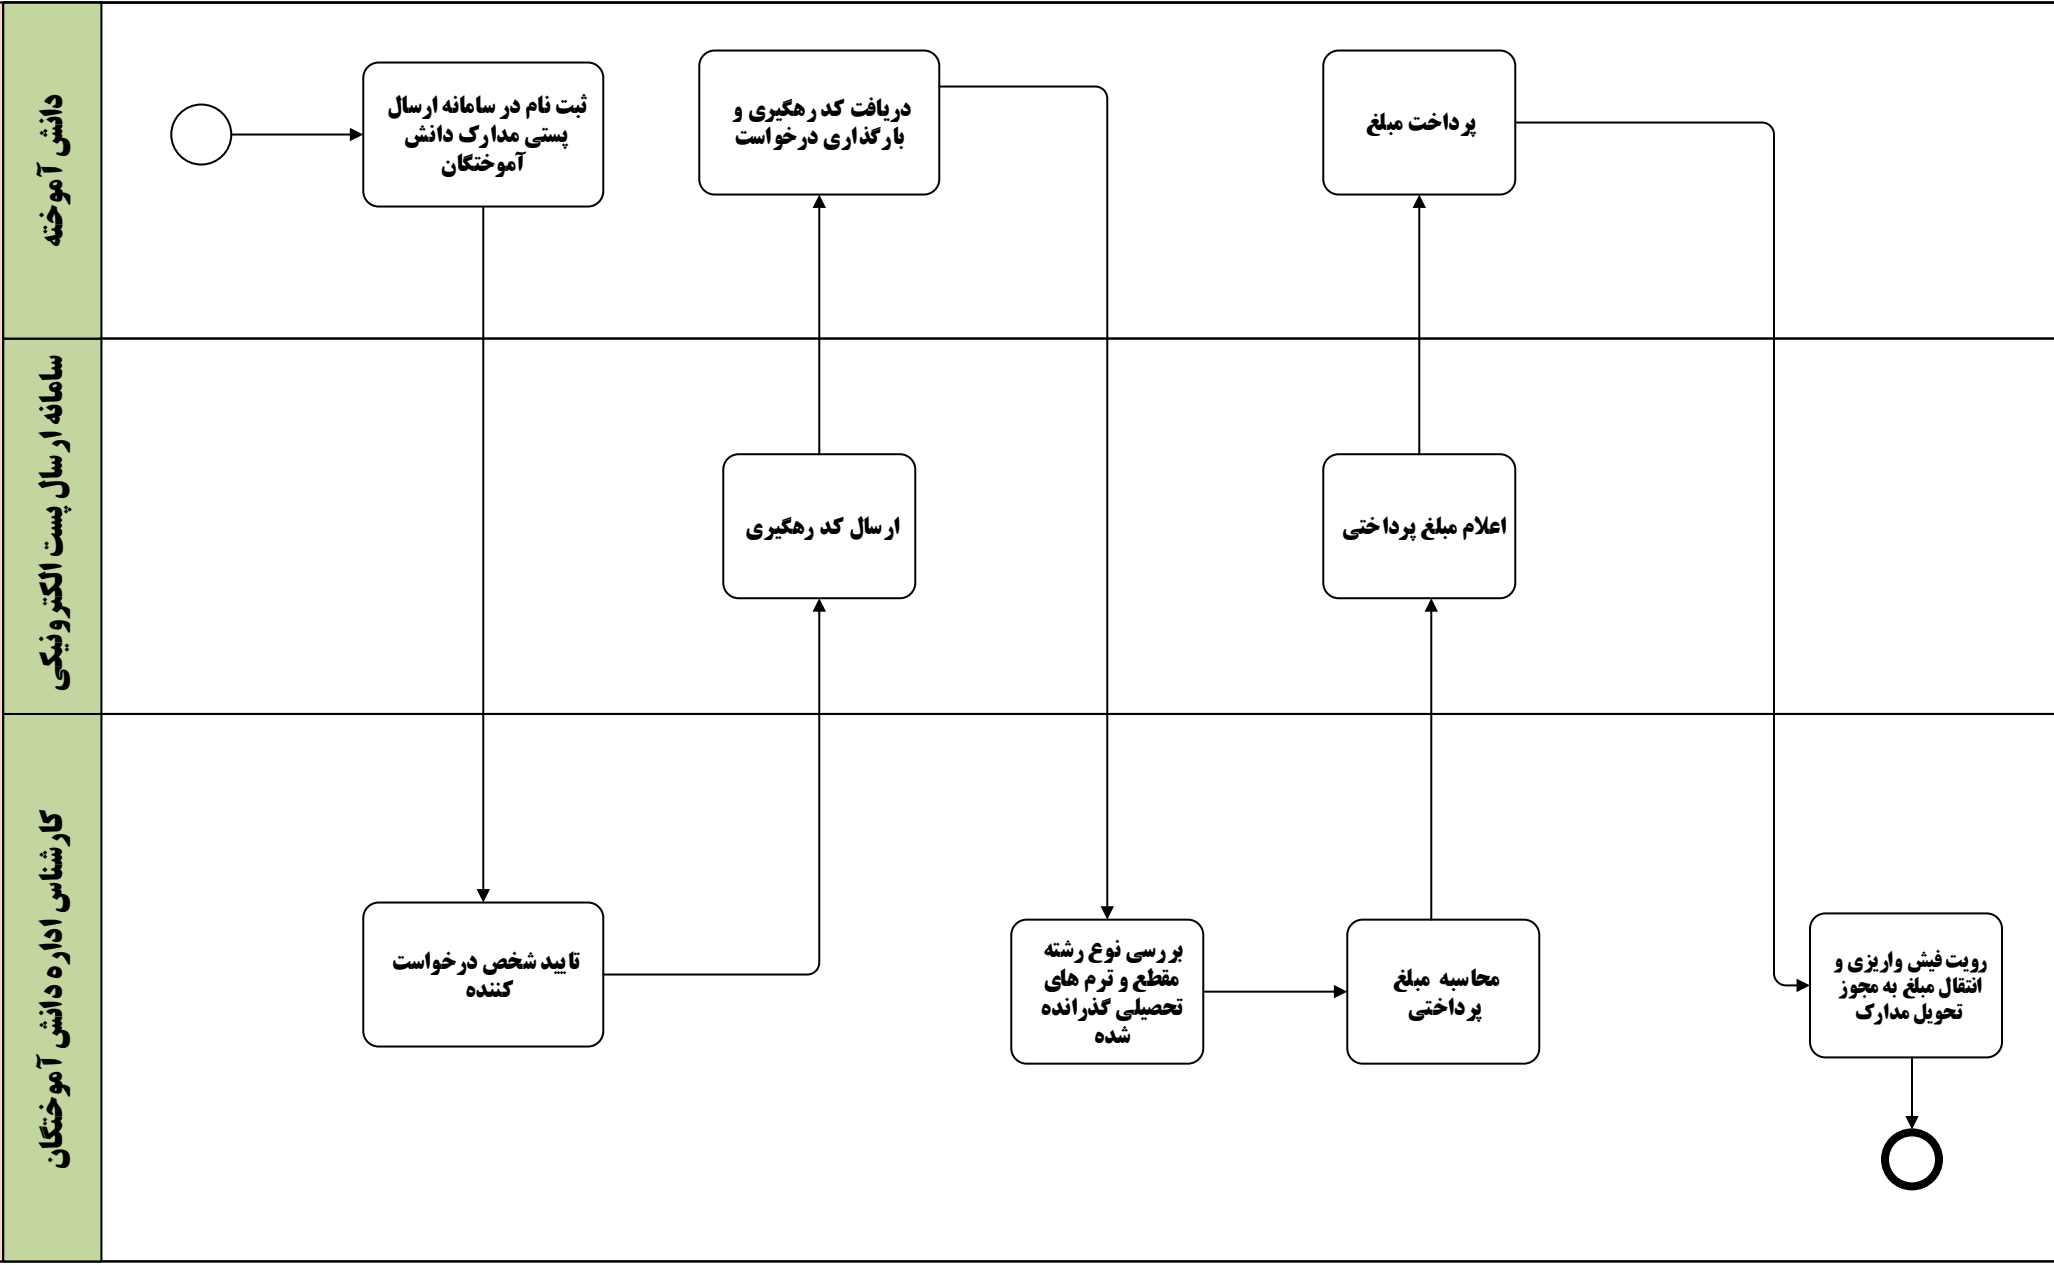 دانش آموخته
ثبت نام در سامانه ارسال
پستی مدارک دانش
آموختگان
دریافت کد رهگیری و
بارگذاری درخواست
پرداخت مبلغ
سامانه ارسال پست الکترونیکی
ارسال کد رهگیری
اعلام مبلغ پرداختی
کارشناس اداره دانش آموختگان
تایید شخص درخواست
کننده
بررسی نوع رشته
مقطع و ترم های
تحصیلی گذرانده
شده
محاسبه مبلغ
پرداختی
رویت فیش واریزی و
انتقال مبلغ به مجوز
تحویل مدارک